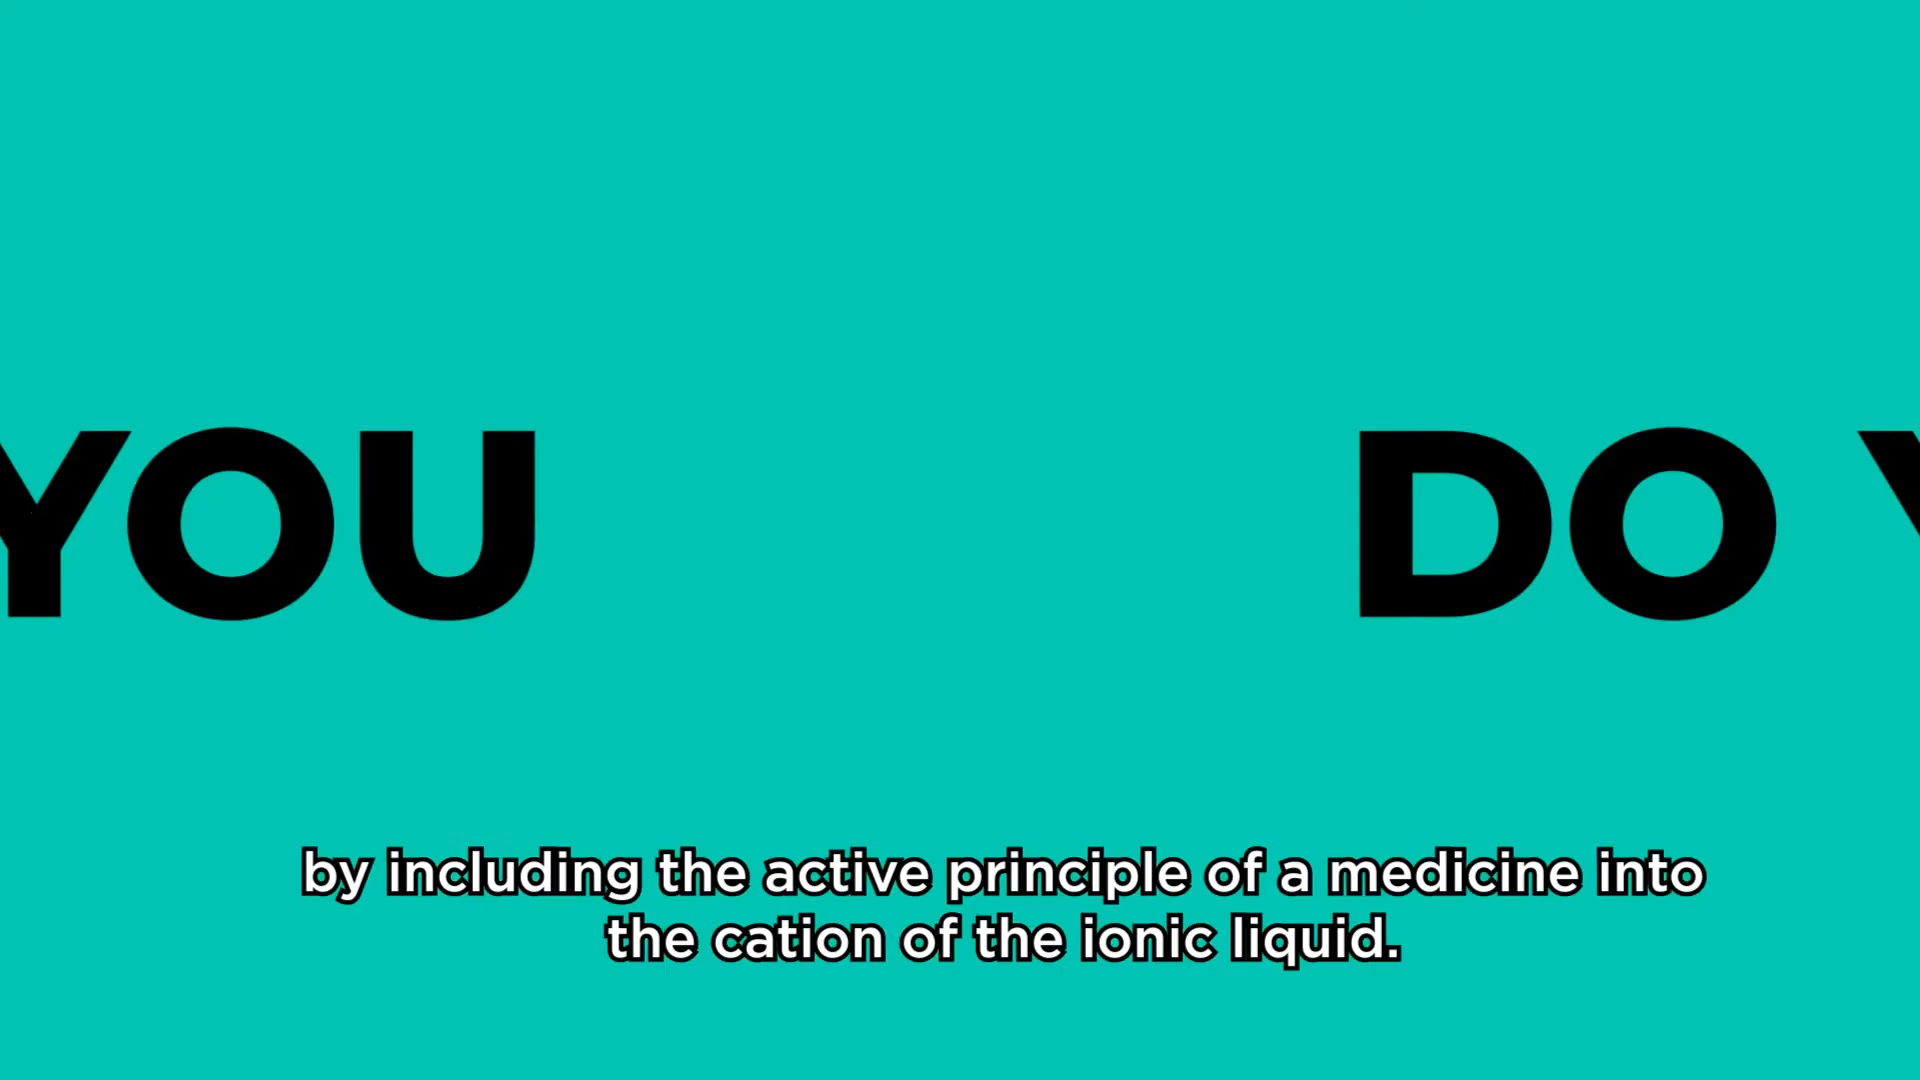 YOU DO Y
by including the active principle of a medicine into
the cation of the ionic liquid.